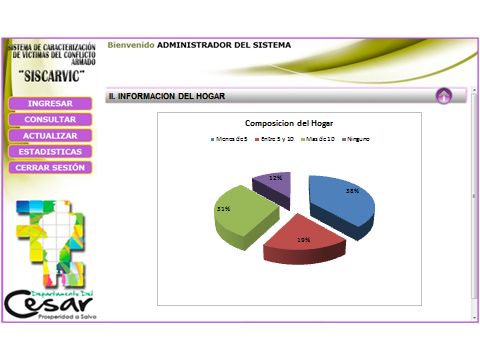 SISTEMA DE CARACTERIZACIÓN
DE VÍCTIMAS DEL CONFLICTO
ARMADO
"SISCARVIC"
Bienvenido ADMINISTRADOR DEL SISTEMA
INGRESAR
CONSULTAR
ACTUALIZAR
ESTADISTICAS
CERRAR SESIÓN
II. INFORMACION DEL HOGAR
Composicion del Hogar
Menos de 5 Entre 5 y 10 Mas de 10 Ninguno
12%
38%
31%
19%
Departamento Del
Cesar
Prosperidad a Salvo